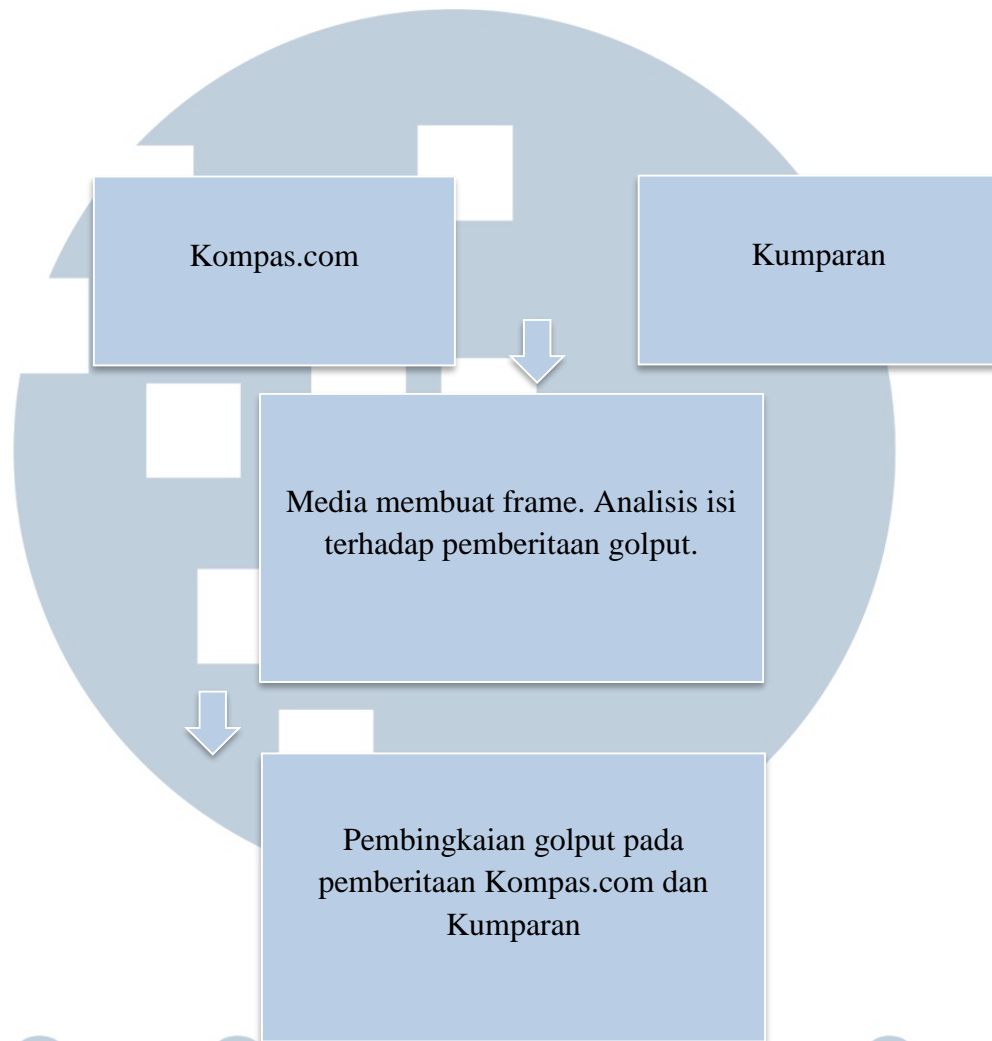 Kompas.com
Kumparan
Media membuat frame. Analisis isi
terhadap pemberitaan golput.
Pembingkaian golput pada
pemberitaan Kompas.com dan
Kumparan